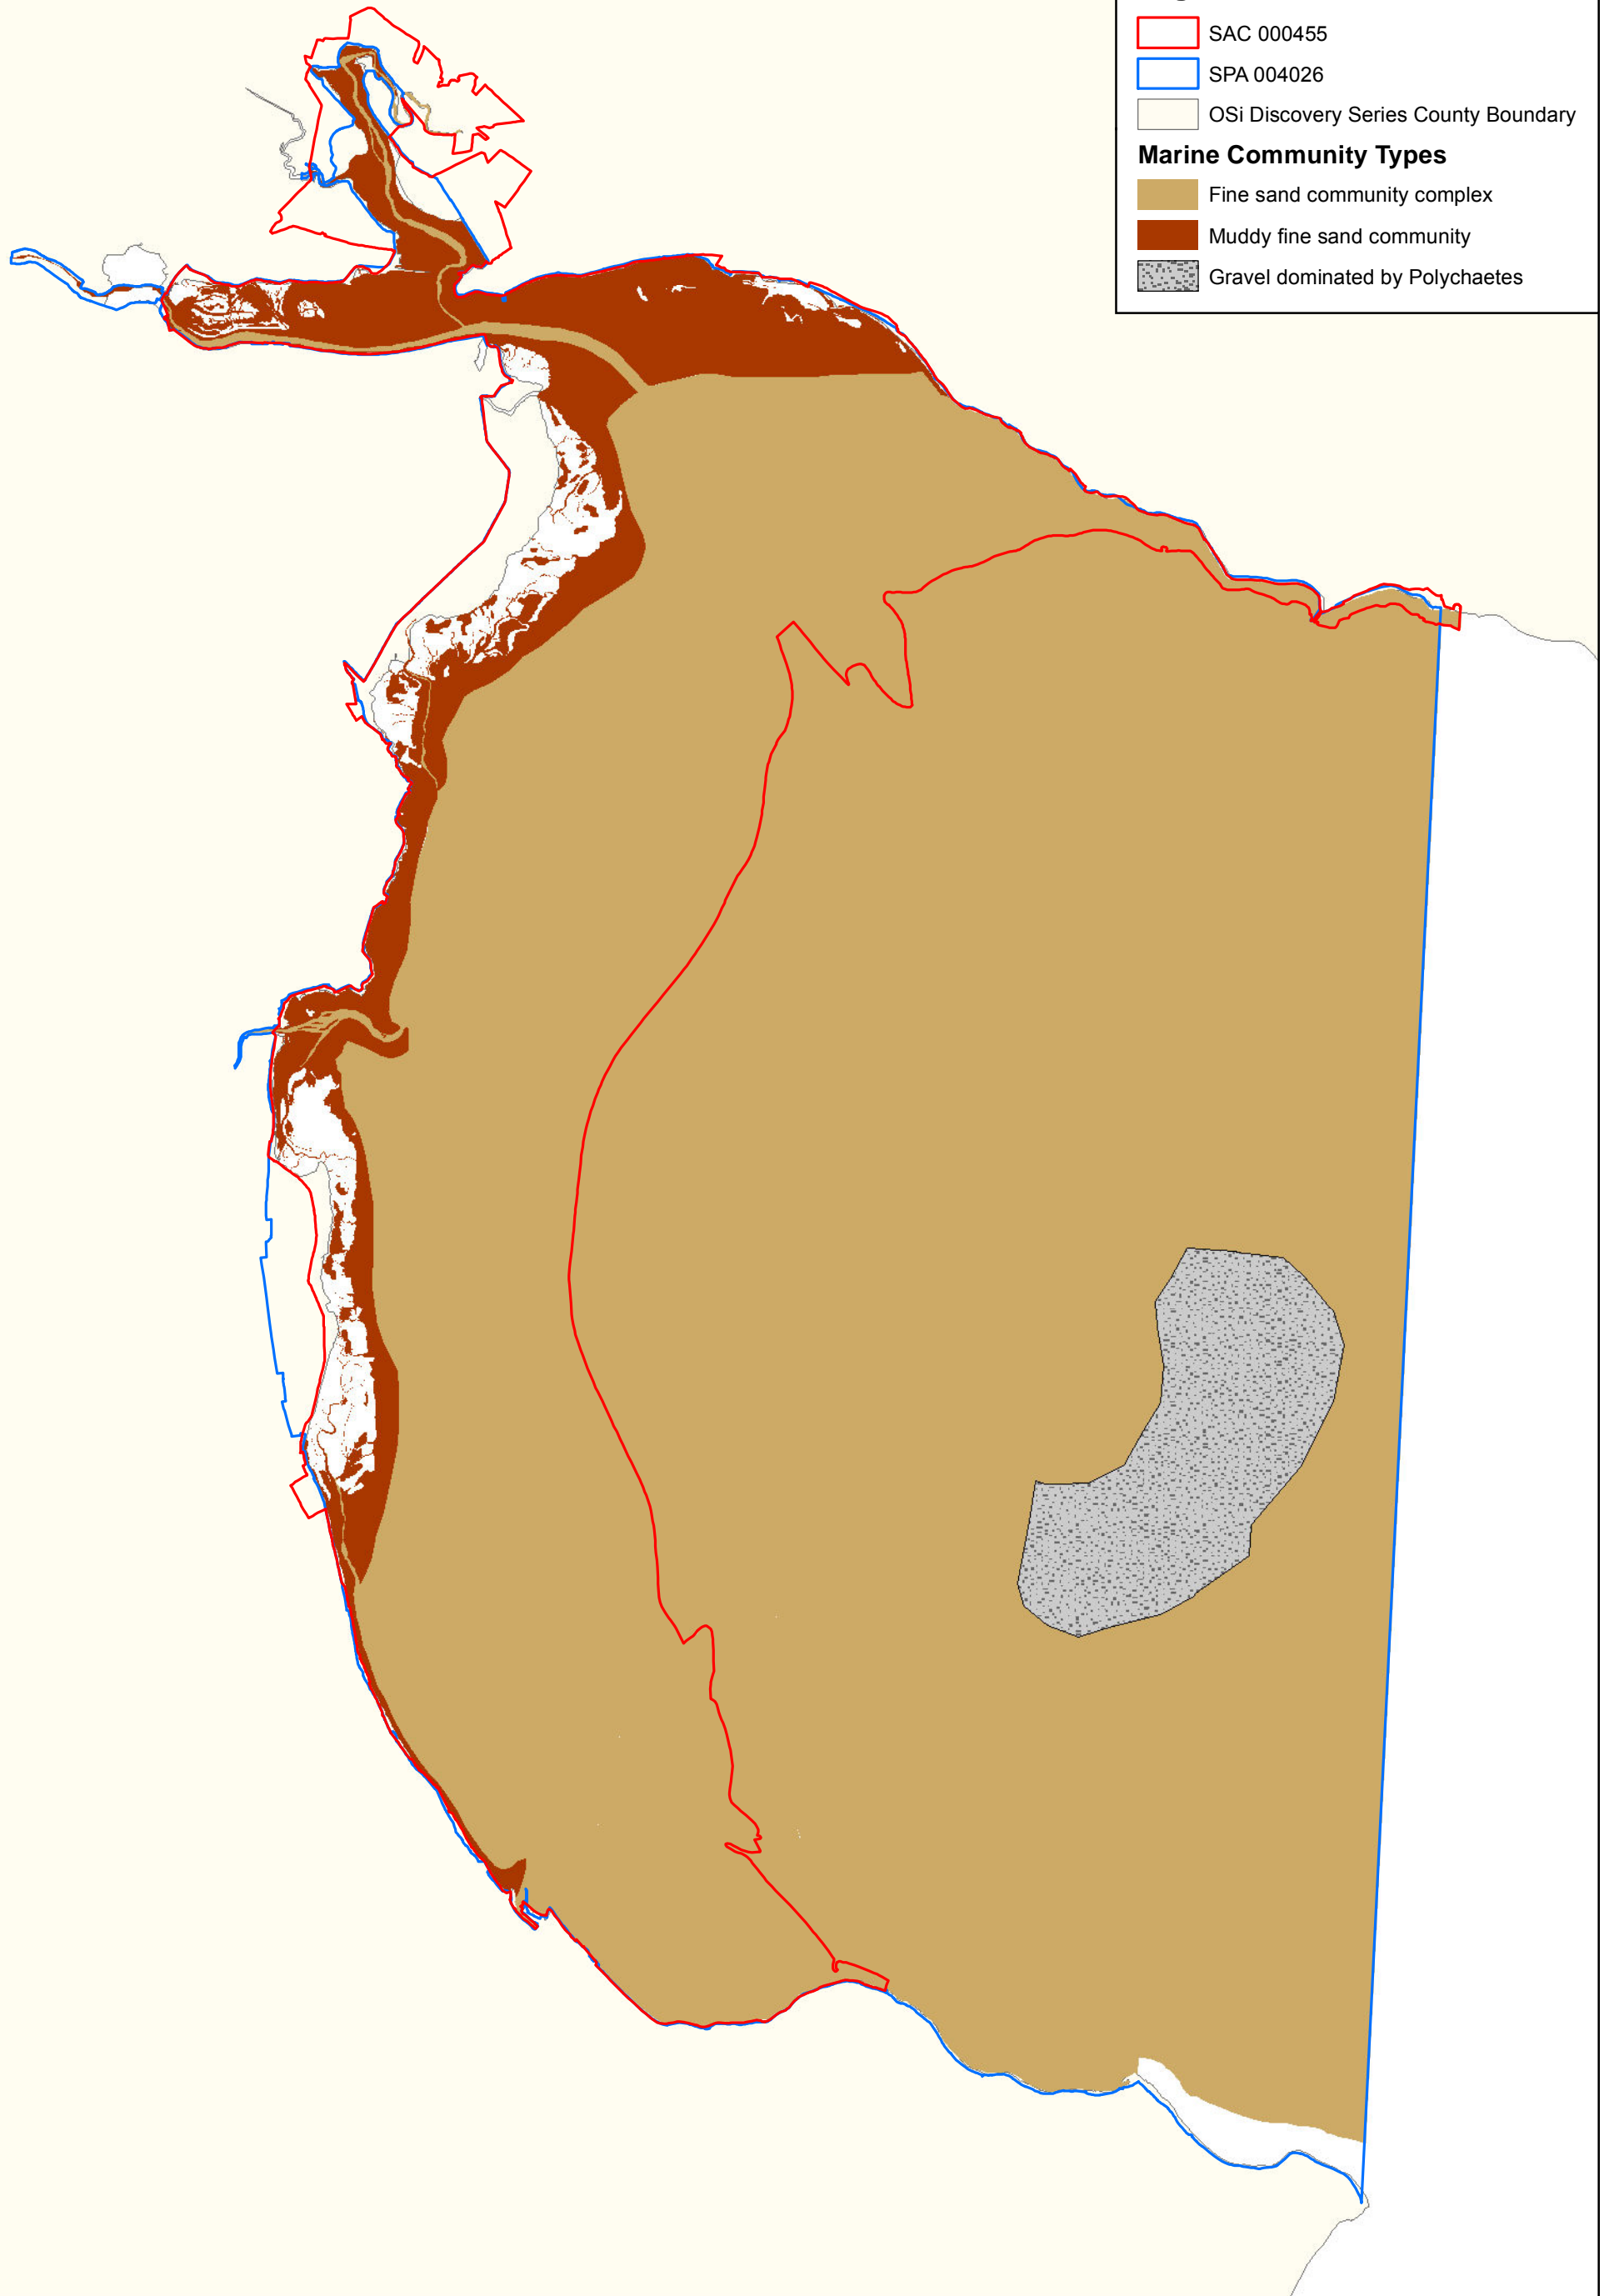 SAC 000455
SPA 004026
OSi Discovery Series County Boundary
Marine Community Types
Fine sand community complex
Muddy fine sand community
Gravel dominated by Polychaetes